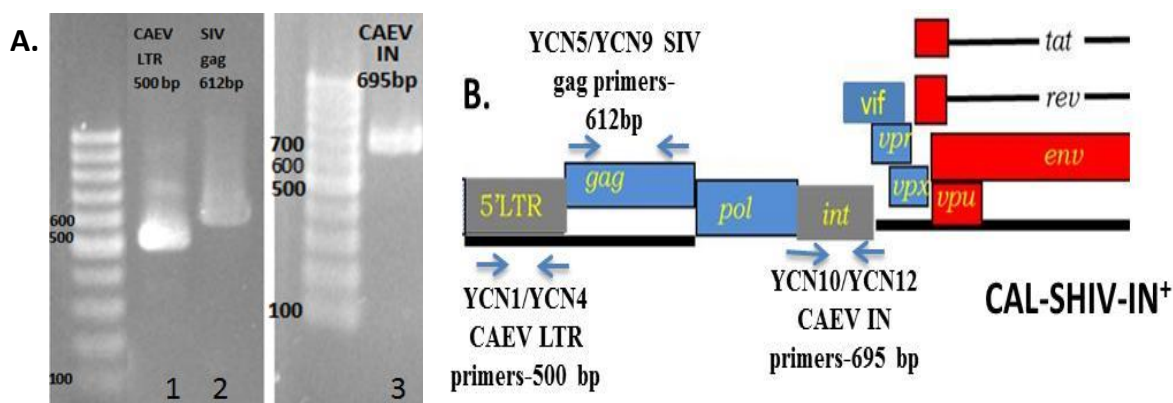 A.
CAEV
LTR
500 bp
SIV
gag
612bp
600
500
100
1 2
CAEV
IN
695bp
700
600
500
100
3
B.
YCN5/YCN9 SIV
gag primers-
612bp
5'LTR
gag
pol
int
vif
vpr
vpx
vpu
env
tat
rev
YCN1/YCN4
CAEV LTR
primers-500 bp
YCN10/YCN12
CAEV IN
primers-695 bp
CAL-SHIV-IN+